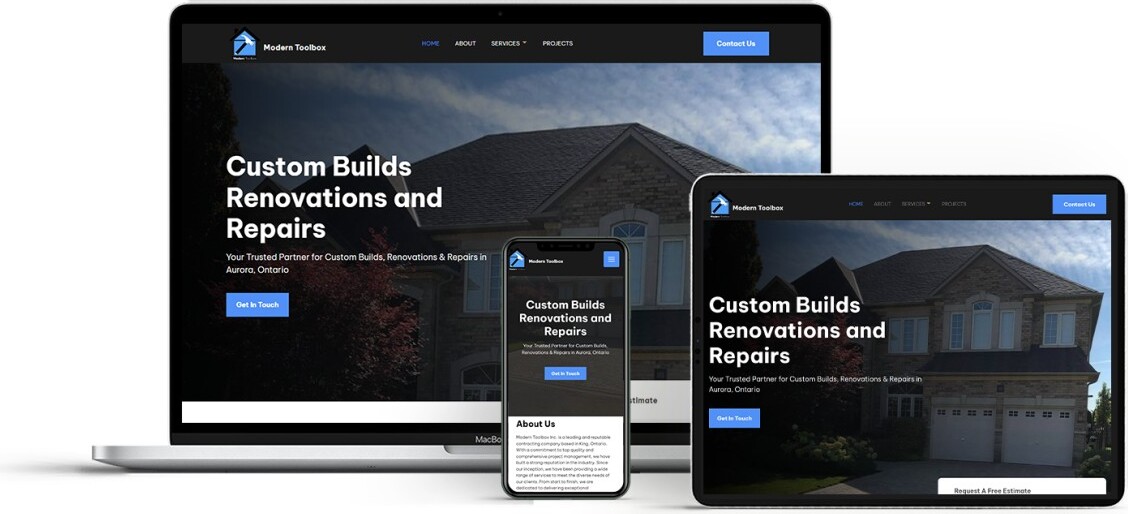 Modern Toolbox
HOME ABOUT SERVICES PROJECTS
Contact Us
Custom Builds
Renovations and
Repairs
Your Trusted Partner for Custom Builds, Renovations & Repairs in
Aurora, Ontario
Get In Touch
stimate
MacBo
Modern Toolbox
Custom Builds
Renovations and
Repairs
Your Trusted Partner for Custom Builds,
Renovations & Repairs in Aurora, Ontario
Get In Touch
About Us
Modern Toolbox Inc. is a leading and reputable
contracting company based in King, Ontario.
With a commitment to top quality and
comprehensive project management, we have
built a strong reputation in the industry. Since
our inception, we have been providing a wide
range of services to meet the diverse needs of
our clients. From start to finish, we are
dedicated to delivering exceptional
Modern Toolbox
HOME ABOUT SERVICES PROJECTS
Contact Us
Custom Builds
Renovations and
Repairs
Your Trusted Partner for Custom Builds, Renovations & Repairs in
Aurora, Ontario
Get In Touch
Request A Free Estimate